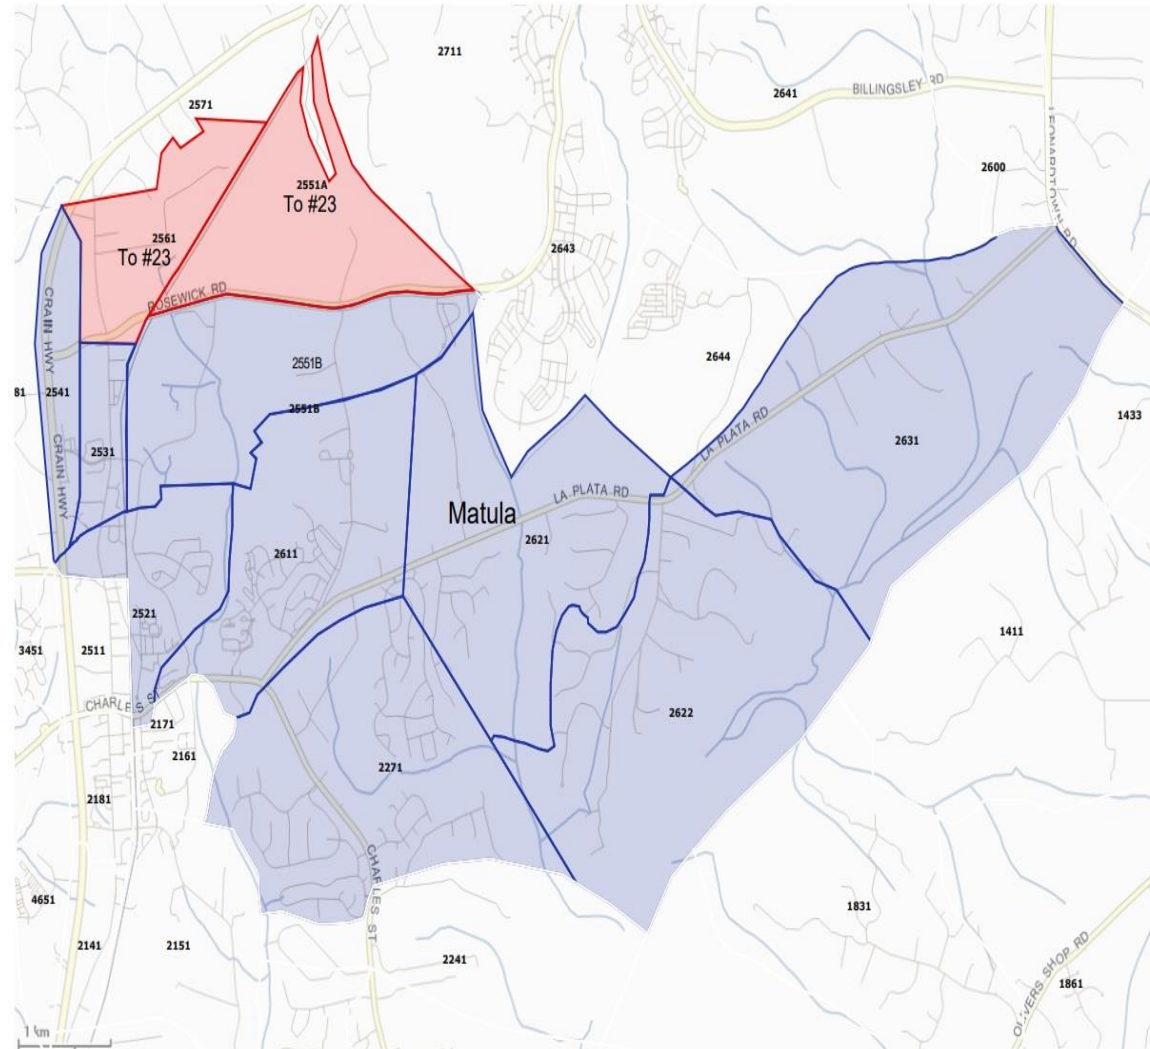 2711
2571
2641
BILLINGSLEY RD
LEONARDTOWN RD
2600
2551A
To #23
2561
To #23
2643
ROSEWICK RD
CRAIN HWY
2551B
2644
81
2541
2551B
1433
2531
LA PLATA RD
2631
CRAIN HWY
LA PLATA RD
Matula
2621
2611
2521
3451
2511
1411
CHARLES S
2622
2171
2161
2271
2181
CHARLES ST
4651
1831
2141
2151
2241
OLIVERS SHOP RD
1861
1 km